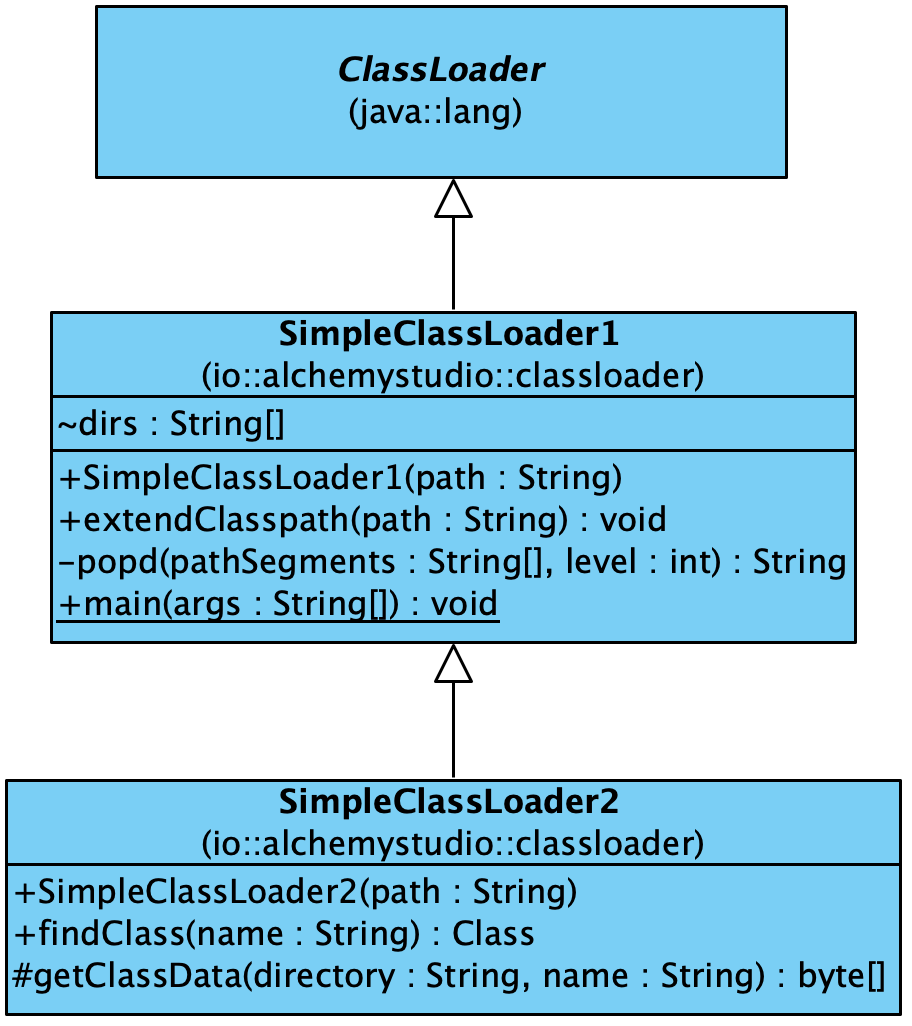 ClassLoader
(java::lang)
SimpleClassLoader1
(io::alchemystudio::classloader)
~dirs : String[]
+SimpleClassLoader1(path : String)
+extendClasspath(path : String) : void
-popd(pathSegments : String[], level : int) : String
+main(args : String[]) : void
SimpleClassLoader2
(io::alchemystudio::classloader)
+SimpleClassLoader2(path : String)
+findClass(name : String) : Class
#getClassData(directory : String, name : String) : byte[]